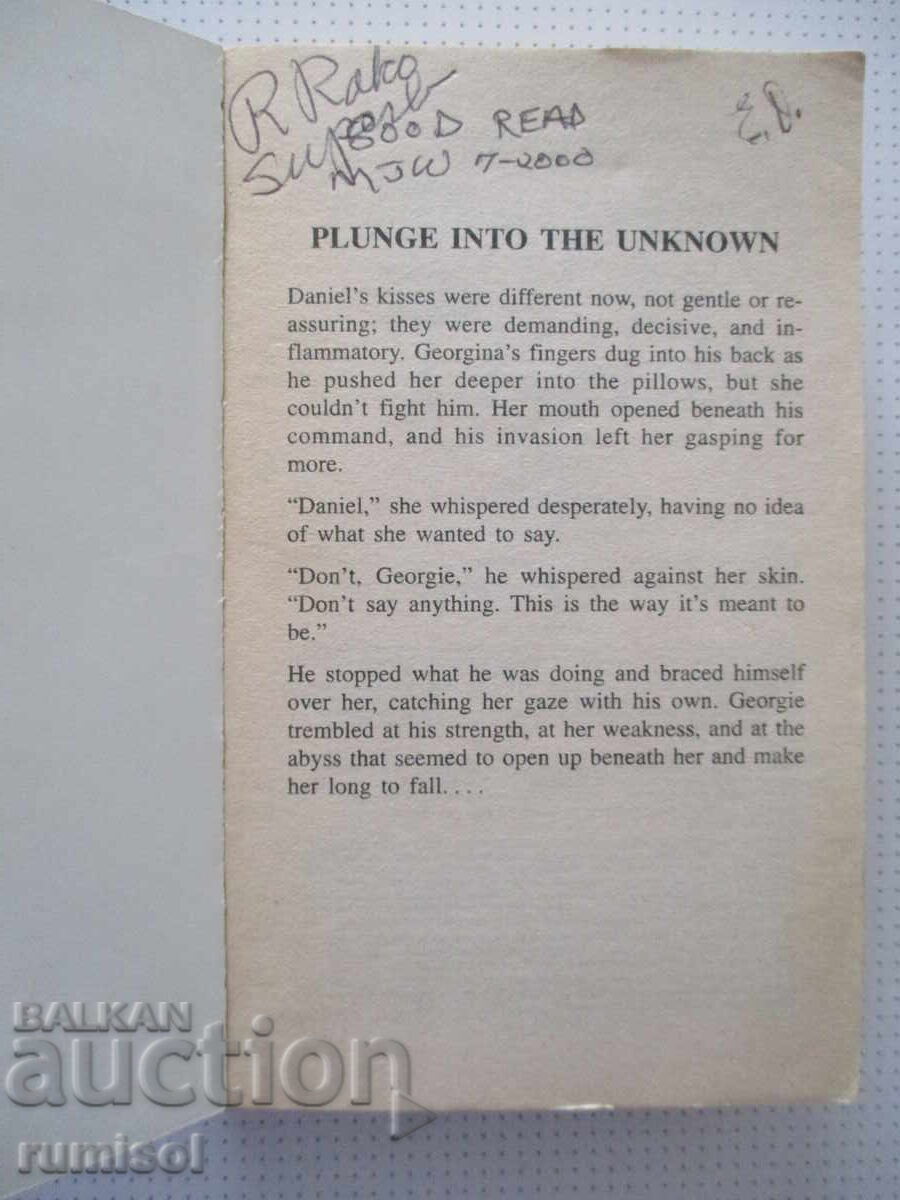 R Rako
Superb
GOOD READ
MJW 7-2000
E.D.
PLUNGE INTO THE UNKNOWN
Daniel's kisses were different now, not gentle or re-
assuring; they were demanding, decisive, and in-
flammatory. Georgina's fingers dug into his back as
he pushed her deeper into the pillows, but she
couldn't fight him. Her mouth opened beneath his
command, and his invasion left her gasping for
more.
"Daniel," she whispered desperately, having no idea
of what she wanted to say.
"Don't, Georgie," he whispered against her skin.
"Don't say anything. This is the way it's meant to
be."
He stopped what he was doing and braced himself
over her, catching her gaze with his own. Georgie
trembled at his strength, at her weakness, and at the
abyss that seemed to open up beneath her and make
her long to fall. . . .
BALKAN
auction
rumisol